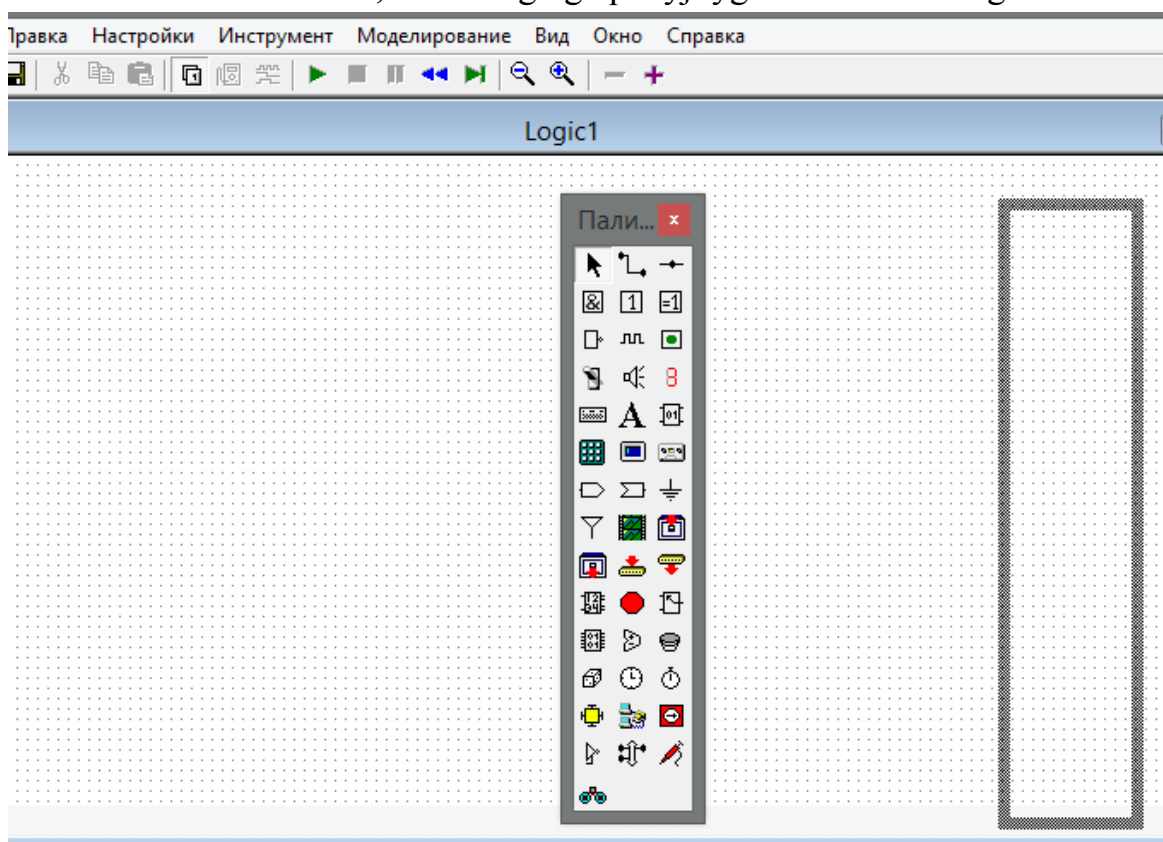 Правка Настройки Инструмент Моделирование Вид Окно Справка
Logic1
Пали...
& 1 =1
8
A